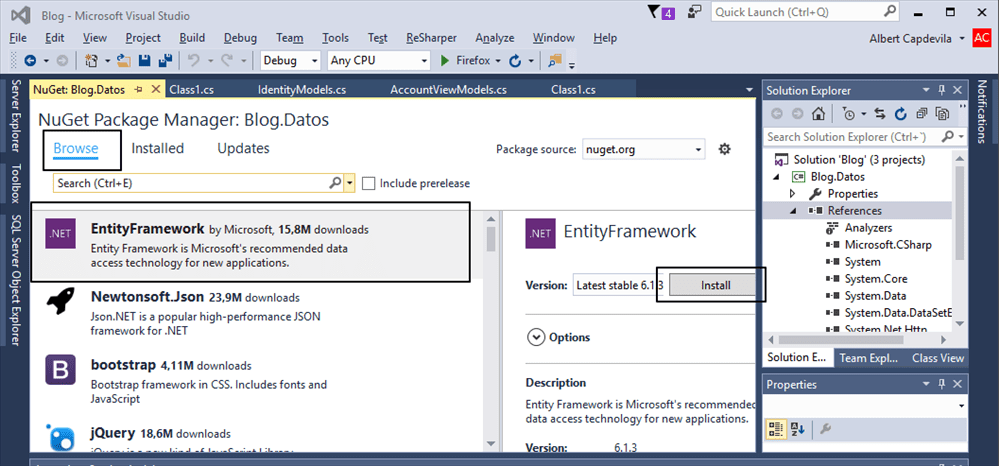 Blog - Microsoft Visual Studio
4
Quick Launch (Ctrl+Q)
File Edit View Project Build Debug Team Tools Test ReSharper Analyze Window Help
Albert Capdevila AC
Debug Any CPU Firefox
Server Explorer
Toolbox
SQL Server Object Explorer
NuGet: Blog.Datos Class1.cs IdentityModels.cs AccountViewModels.cs Class1.cs
NuGet Package Manager: Blog.Datos
Browse Installed Updates
Package source: nuget.org
Search (Ctrl+E) Include prerelease
.NET
EntityFramework by Microsoft, 15,8M downloads
Entity Framework is Microsoft's recommended data
access technology for new applications.
Newtonsoft.Json 23,9M downloads
Json.NET is a popular high-performance JSON
framework for .NET
B
bootstrap 4,11M downloads
Bootstrap framework in CSS. Includes fonts and
JavaScript
jQuery 18,6M downloads
jQuery is a new kind of JavaScript Library
.NET EntityFramework
Version: Latest stable 6.1.3 Install
Options
Description
Entity Framework is Microsoft's recommended
data access technology for new applications.
Version: 6.1.3
Solution Explorer
Search Solution Explorer (Ctrl+´)
Solution 'Blog' (3 projects)
C# Blog.Datos
Properties
References
Analyzers
Microsoft.CSharp
System
System.Core
System.Data
System.Data.DataSetE
System.Net.Http
Solution E... Team Expl... Class View
Properties
Notifications